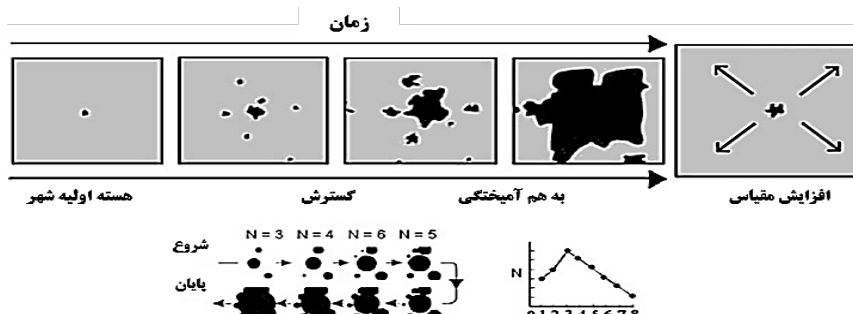 زمان
هسته اولیه شهر
گسترش
به هم آمیختگی
افزایش مقیاس
شروع
N = 3 N = 4 N = 6 N = 5
پایان
N
0 1 2 3 4 5 6 7 8